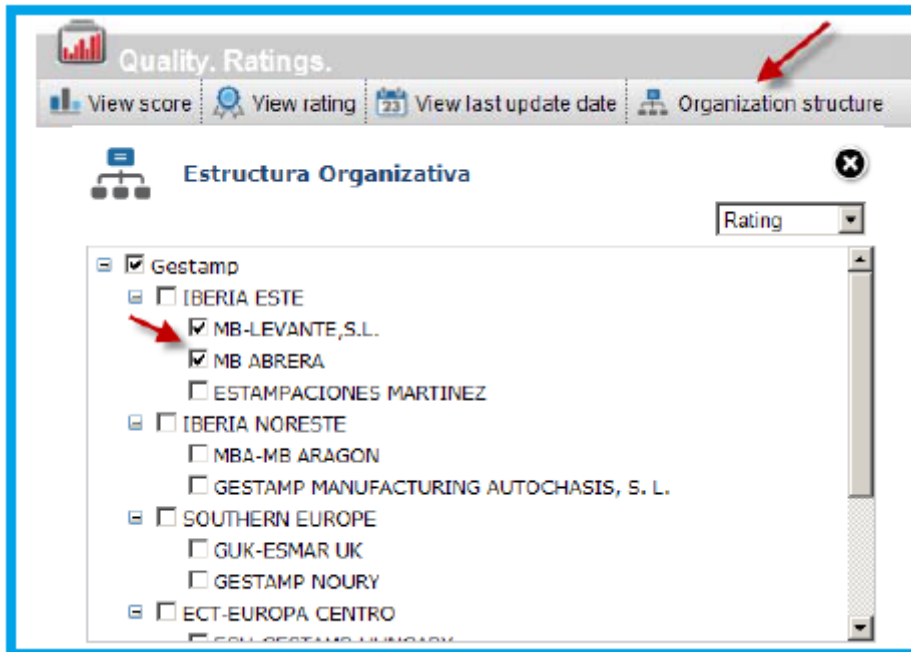 Quality. Ratings.
View score View rating 23 View last update date Organization structure
Estructura Organizativa
Rating
Gestamp
IBERIA ESTE
MB-LEVANTE,S.L.
MB ABRERA
ESTAMPACIONES MARTINEZ
IBERIA NORESTE
MBA-MB ARAGON
GESTAMP MANUFACTURING AUTOCHASIS, S. L.
SOUTHERN EUROPE
GUK-ESMAR UK
GESTAMP NOURY
ECT-EUROPA CENTRO